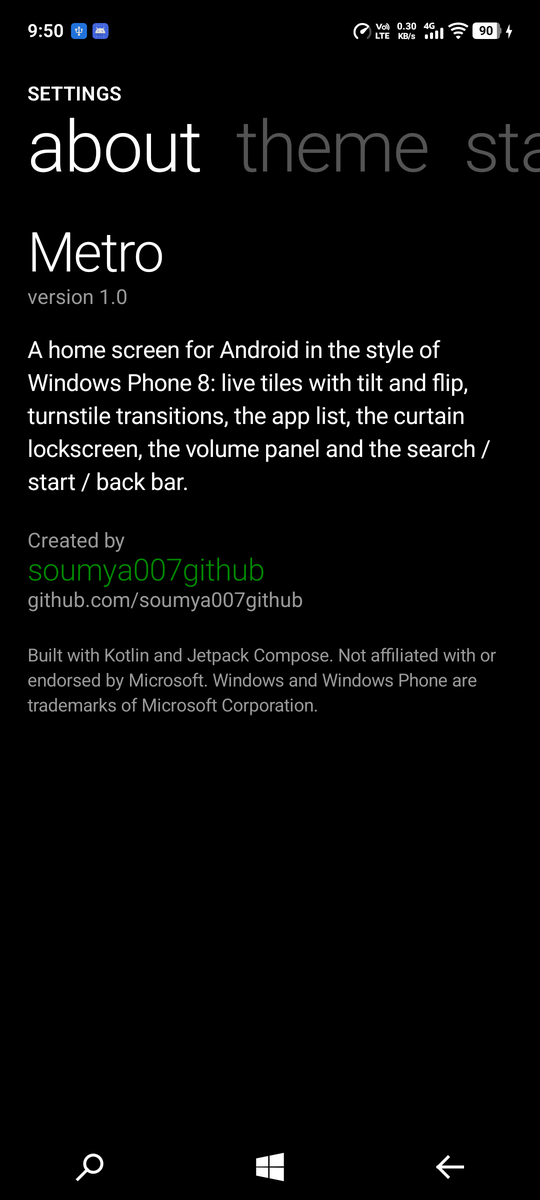 9:50
Vo)) LTE 0.30 KB/s 4G 90
SETTINGS
about theme sta
Metro
version 1.0
A home screen for Android in the style of
Windows Phone 8: live tiles with tilt and flip,
turnstile transitions, the app list, the curtain
lockscreen, the volume panel and the search /
start / back bar.
Created by
soumya007github
github.com/soumya007github
Built with Kotlin and Jetpack Compose. Not affiliated with or
endorsed by Microsoft. Windows and Windows Phone are
trademarks of Microsoft Corporation.